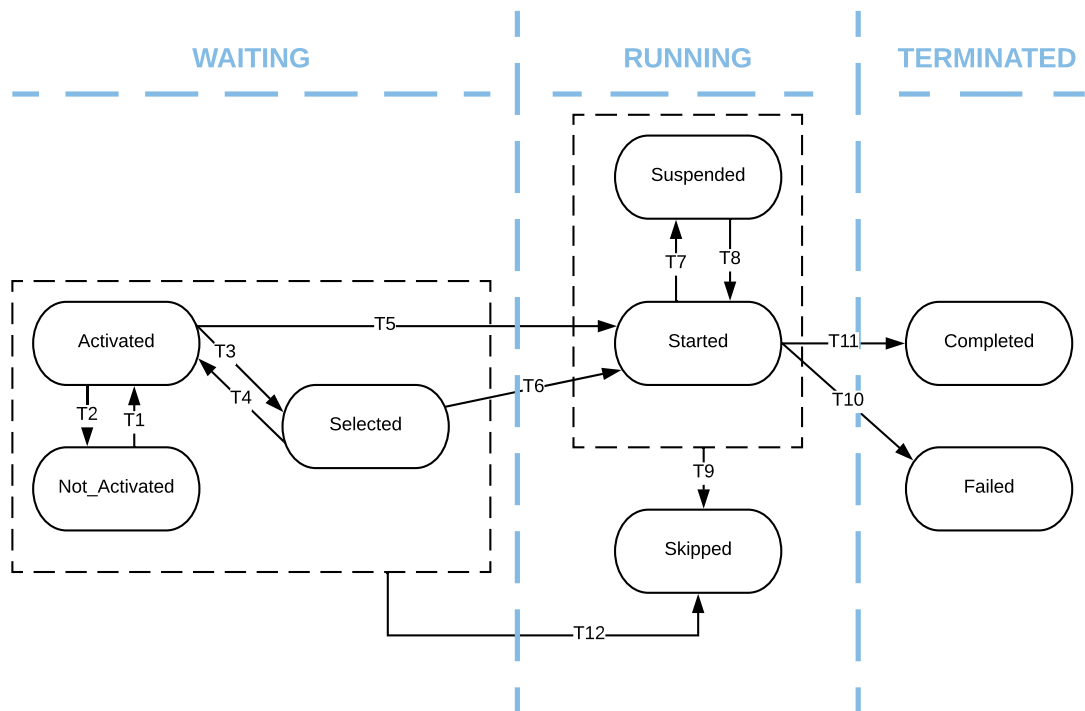 WAITING
RUNNING
TERMINATED
Suspended
T7
T8
Activated
T5
Started
T11
Completed
T3
T4
T6
T10
T2
T1
Selected
Not_Activated
T9
Failed
Skipped
T12